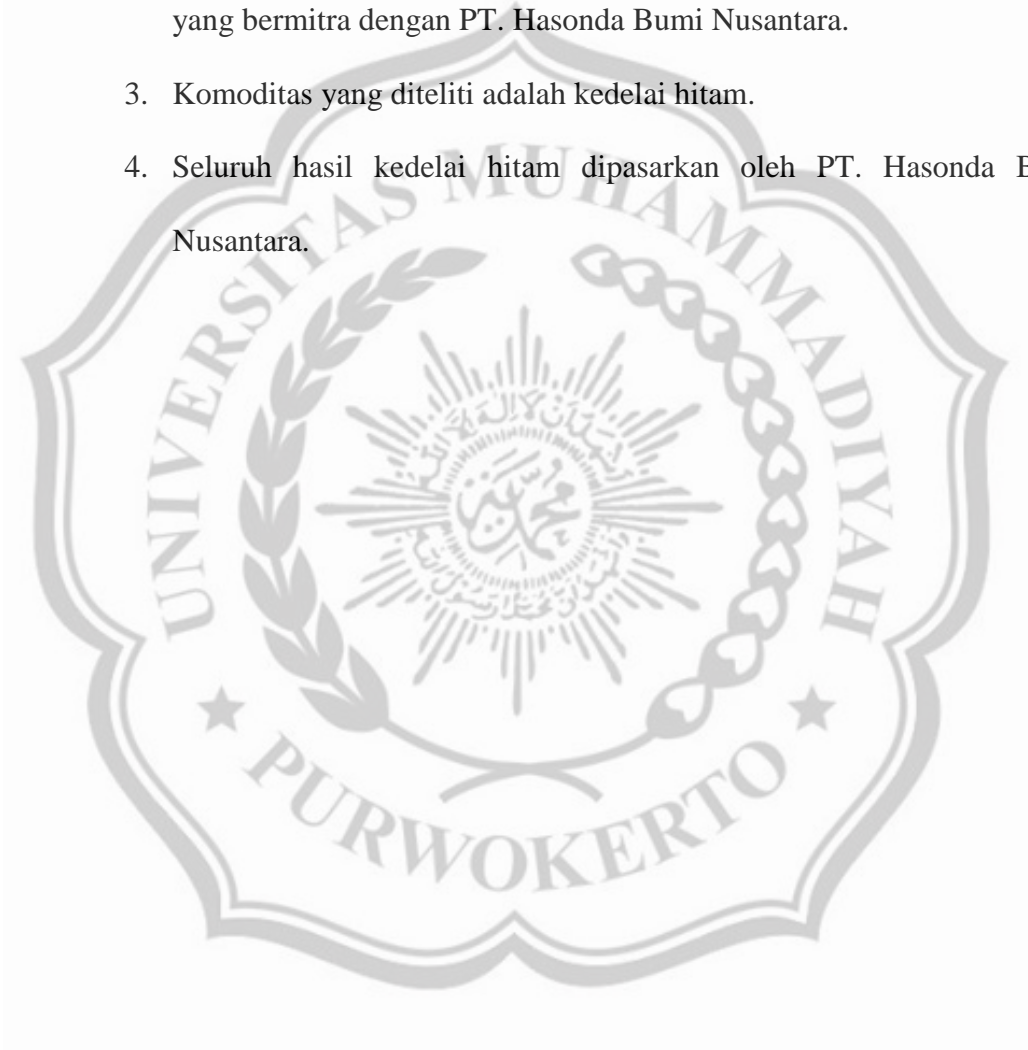 yang bermitra dengan PT. Hasonda Bumi Nusantara.
3. Komoditas yang diteliti adalah kedelai hitam.
4. Seluruh hasil kedelai hitam dipasarkan oleh PT. Hasonda
Nusantara.
UNIVERSITAS MUHAMMADIYAH
PURWOKERTO